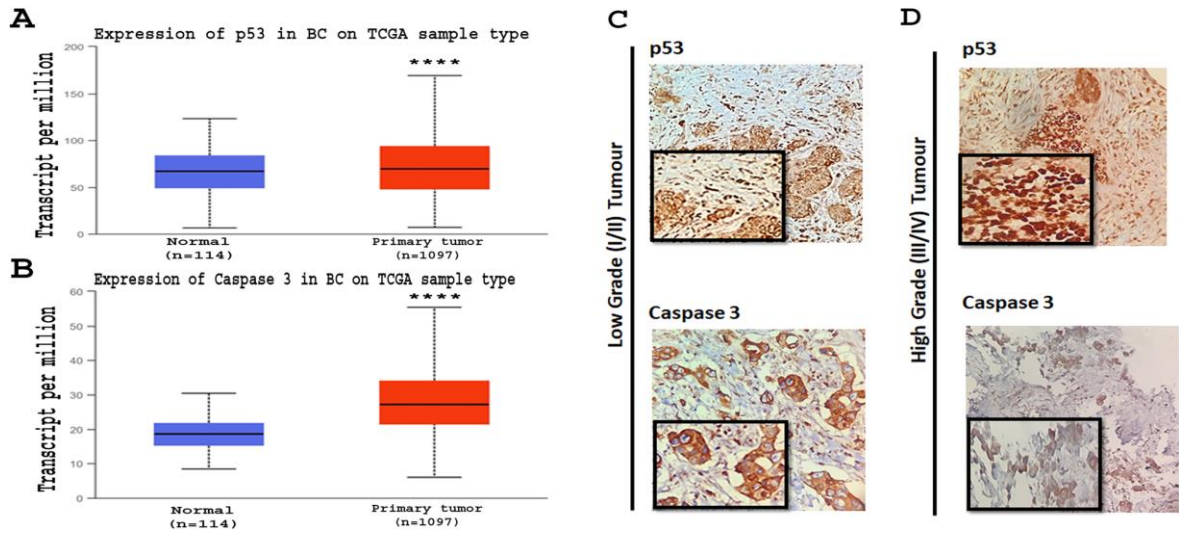 A
Expression of p53 in BC on TCGA sample type
****
Transcript per million
200
150
100
50
0
Normal
(n=114)
Primary tumor
(n=1097)
B
Expression of Caspase 3 in BC on TCGA sample type
****
Transcript per million
60
50
40
30
20
10
0
Normal
(n=114)
Primary tumor
(n=1097)
C
Low Grade (I/II) Tumour
p53
Caspase 3
D
High Grade (III/IV) Tumour
p53
Caspase 3